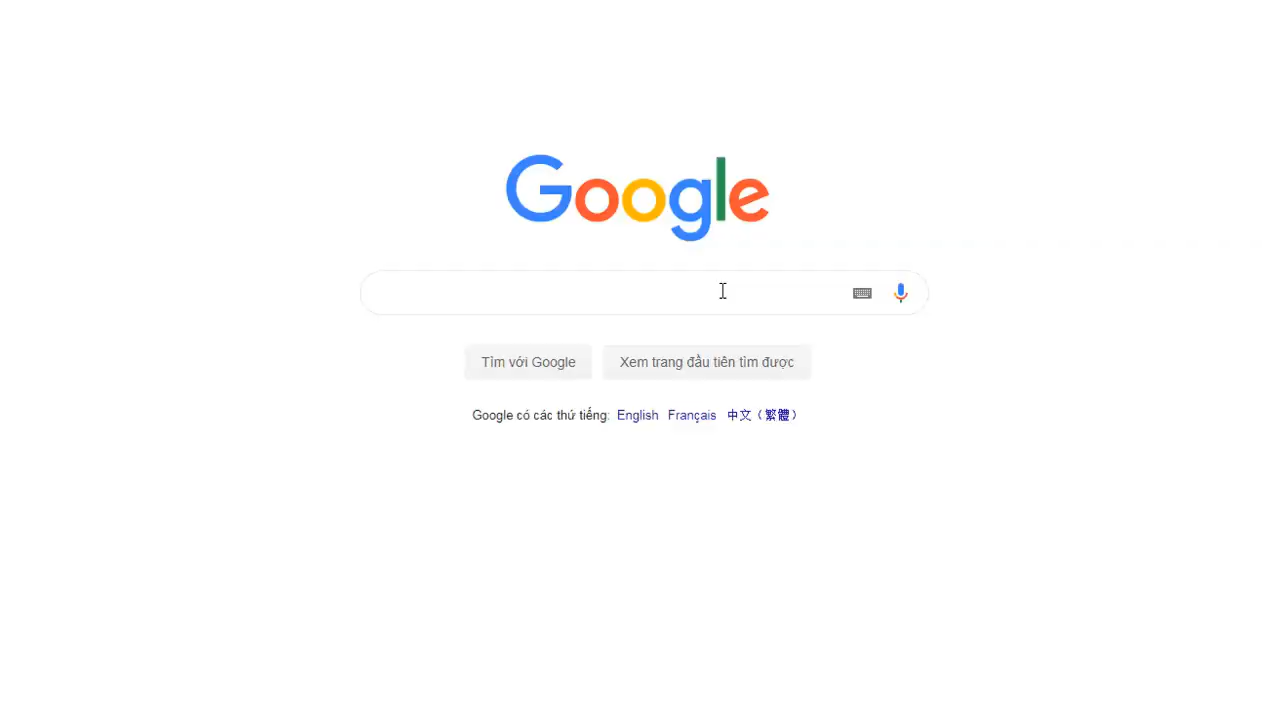 Google
Tìm với Google Xem trang đầu tiên tìm được
Google có các thứ tiếng: English Français 中文（繁體）